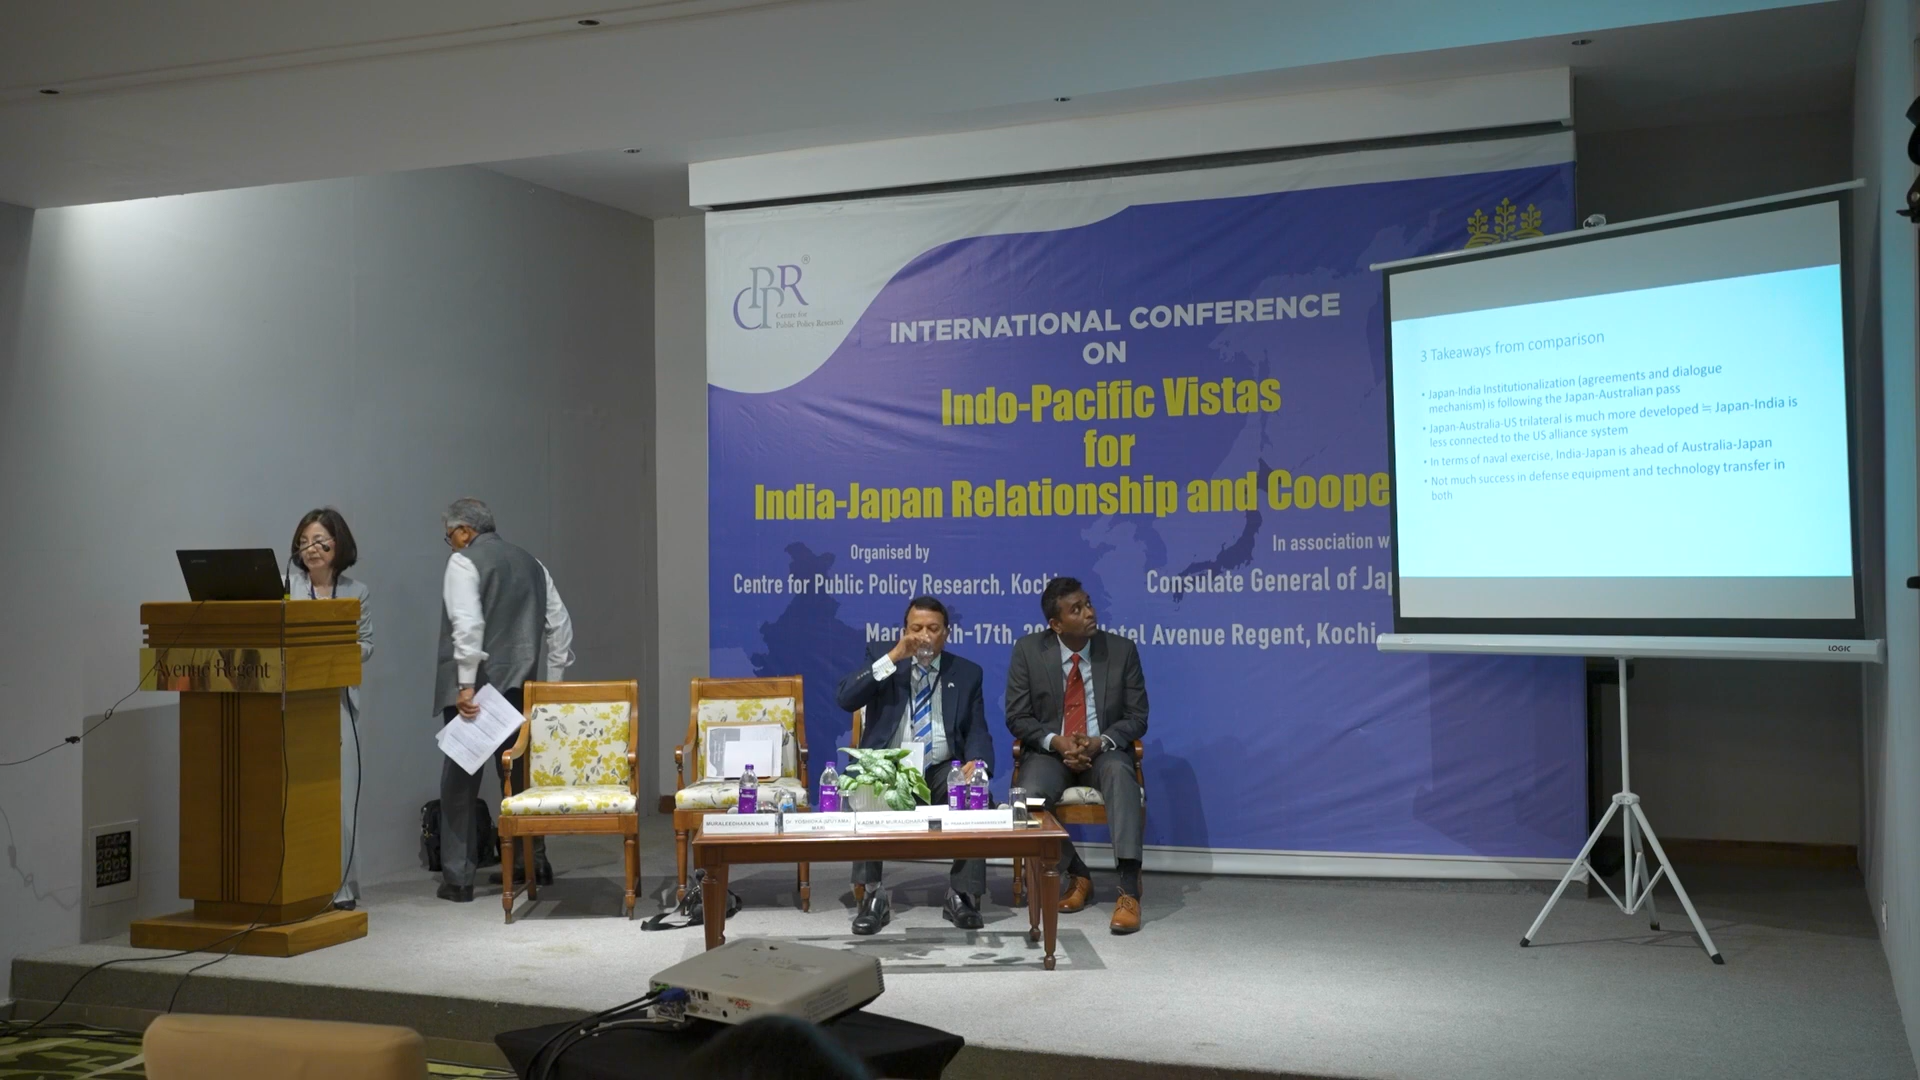 CPPR
Centre for
Public Policy Research
INTERNATIONAL CONFERENCE
ON
Indo-Pacific Vistas
for
India-Japan Relationship and Coope
Organised by
Centre for Public Policy Research, Kochi
In association w
Consulate General of Jap
Hotel Avenue Regent, Kochi
3 Takeaways from comparison
• Japan-India Institutionalization (agreements and dialogue
mechanism) is following the Japan-Australian pass
• Japan-Australia-US trilateral is much more developed ≒ Japan-India is
less connected to the US alliance system
• In terms of naval exercise, India-Japan is ahead of Australia-Japan
• Not much success in defense equipment and technology transfer in
both
LOGIC
Avenue Regent
MURALEEDHARAN NAIR